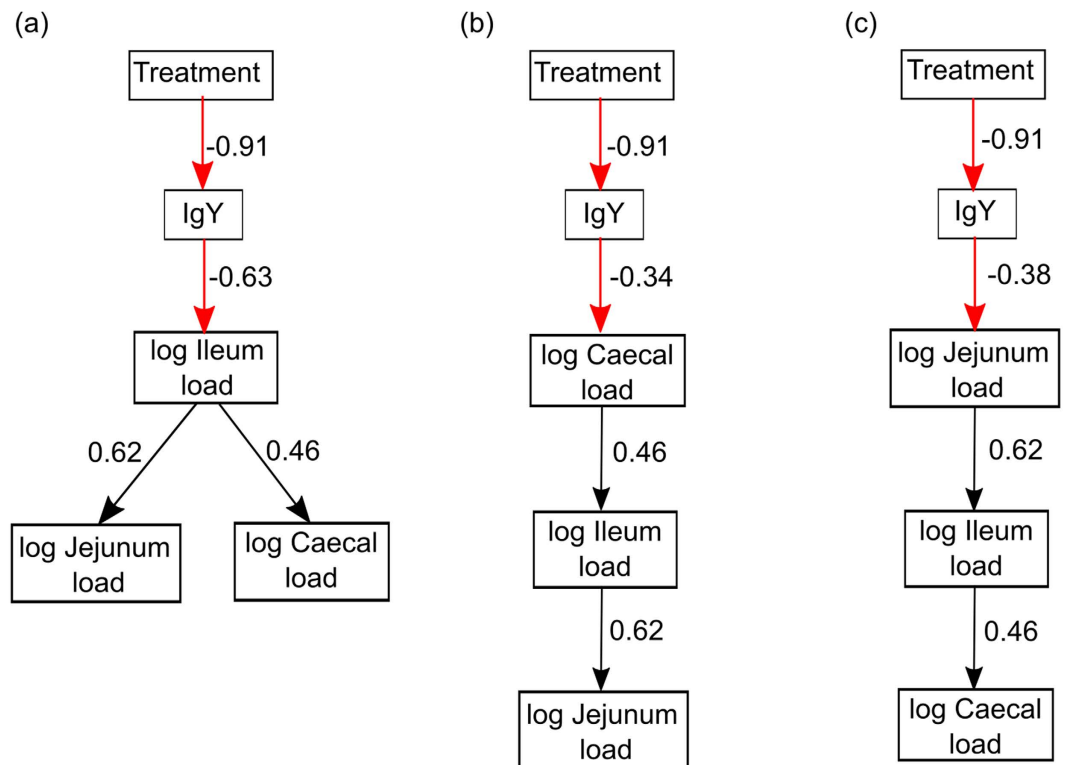 (a)
Treatment
-0.91
IgY
-0.63
log Ileum
load
0.62
0.46
log Jejunum
load
log Caecal
load
(b)
Treatment
-0.91
IgY
-0.34
log Caecal
load
0.46
log Ileum
load
0.62
log Jejunum
load
(c)
Treatment
-0.91
IgY
-0.38
log Jejunum
load
0.62
log Ileum
load
0.46
log Caecal
load